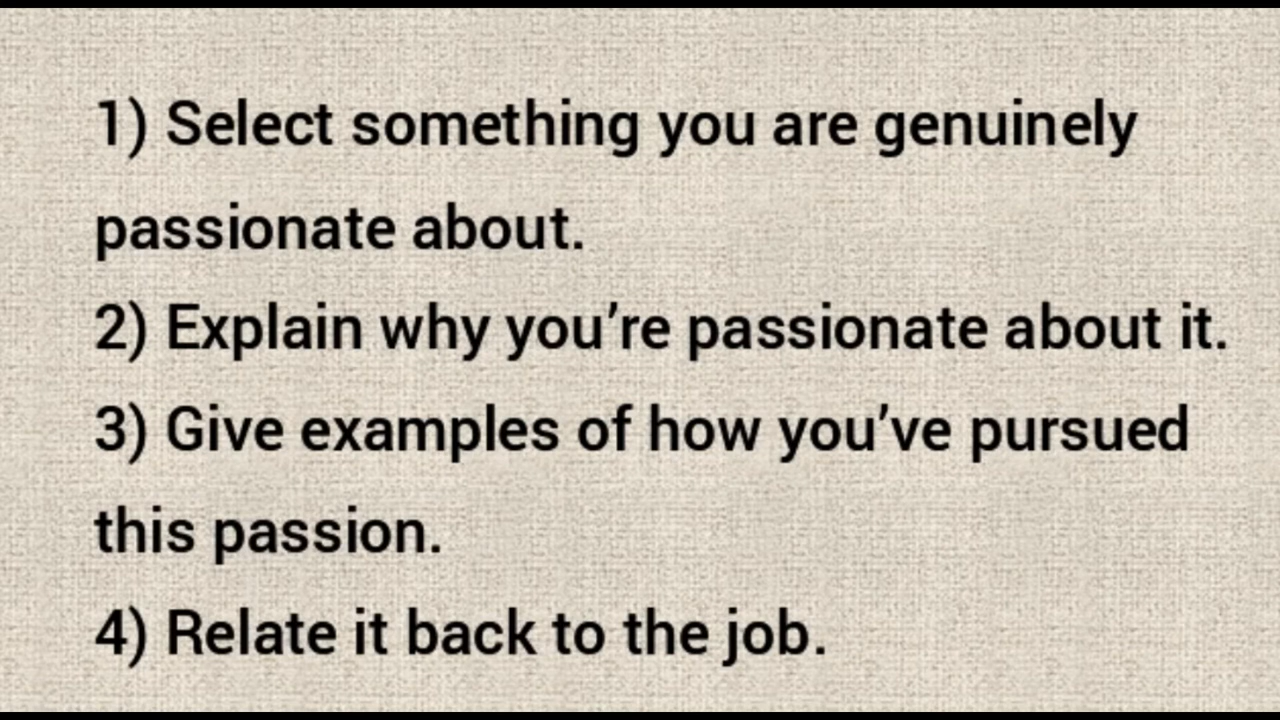 1) Select something you are genuinely
passionate about.
2) Explain why you’re passionate about it.
3) Give examples of how you’ve pursued
this passion.
4) Relate it back to the job.